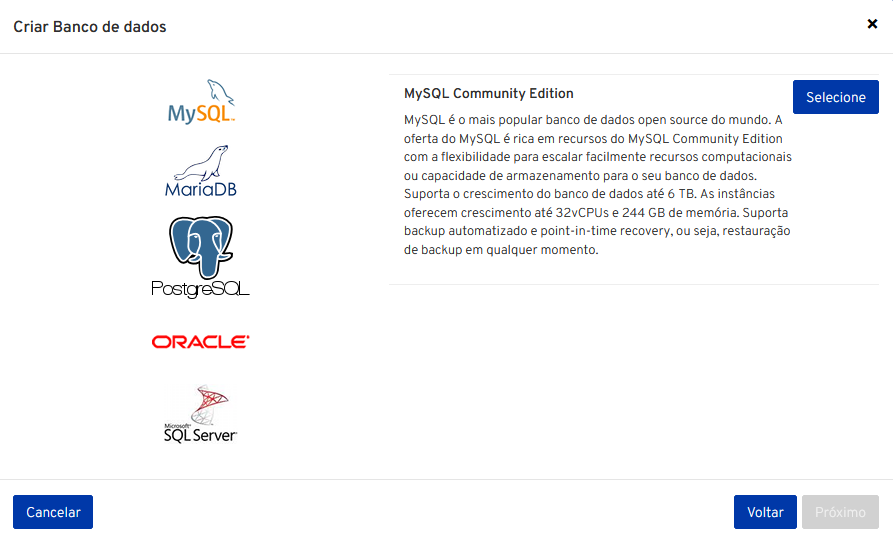 Criar Banco de dados
×
MySQL™
MariaDB
PostgreSQL
ORACLE®
Microsoft®
SQL Server®
MySQL Community Edition
Selecione
MySQL é o mais popular banco de dados open source do mundo. A
oferta do MySQL é rica em recursos do MySQL Community Edition
com a flexibilidade para escalar facilmente recursos computacionais
ou capacidade de armazenamento para o seu banco de dados.
Suporta o crescimento do banco de dados até 6 TB. As instâncias
oferecem crescimento até 32vCPUs e 244 GB de memória. Suporta
backup automatizado e point-in-time recovery, ou seja, restauração
de backup em qualquer momento.
Cancelar
Voltar
Próximo